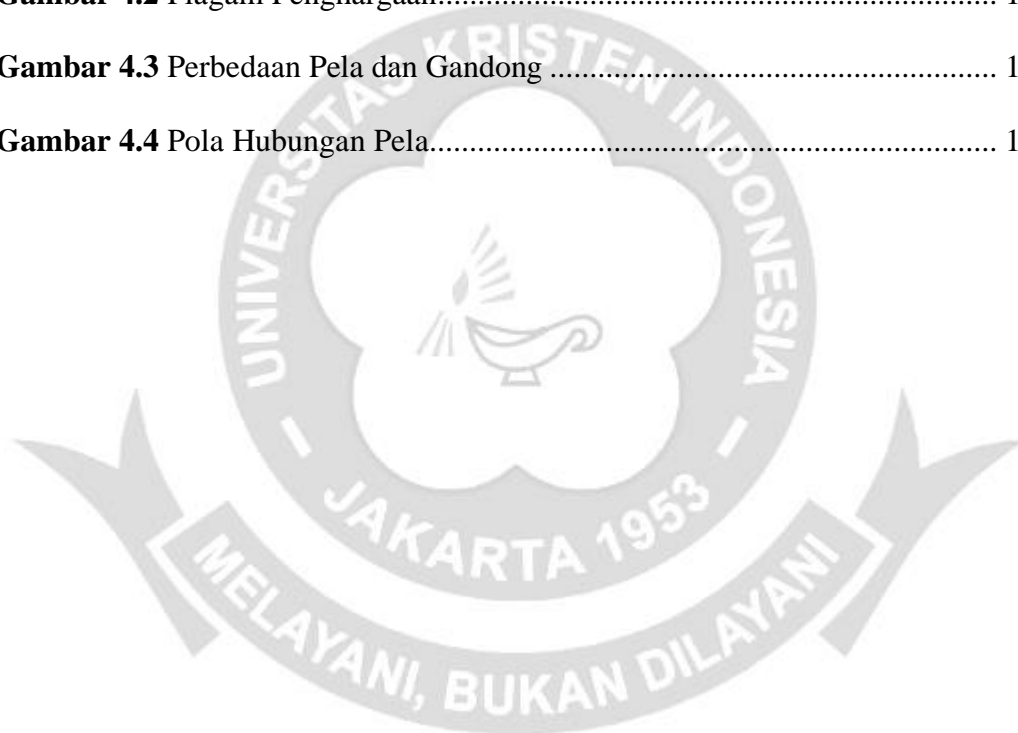 Gambar 4.2 Piagam Penghargaan.................................................................... 1
Gambar 4.3 Perbedaan Pela dan Gandong ...................................................... 1
Gambar 4.4 Pola Hubungan Pela..................................................................... 1
UNIVERSITAS KRISTEN INDONESIA
JAKARTA 1953
MELAYANI, BUKAN DILAYANI